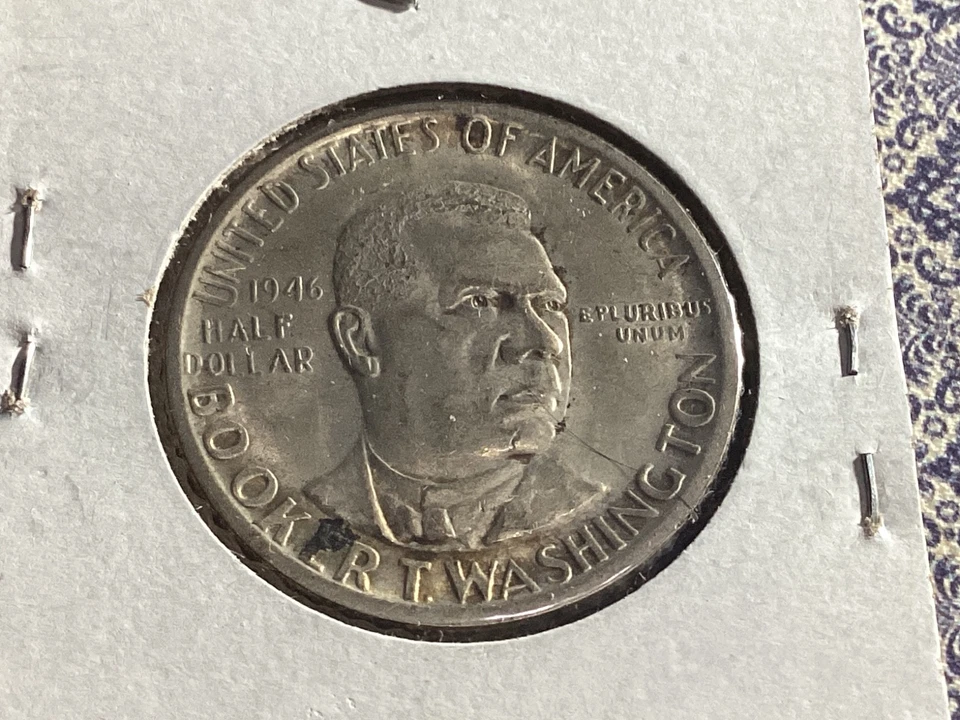 UNITED STATES OF AMERICA
1946
HALF
DOLLAR
E PLURIBUS
UNUM
BOOKER T. WASHINGTON